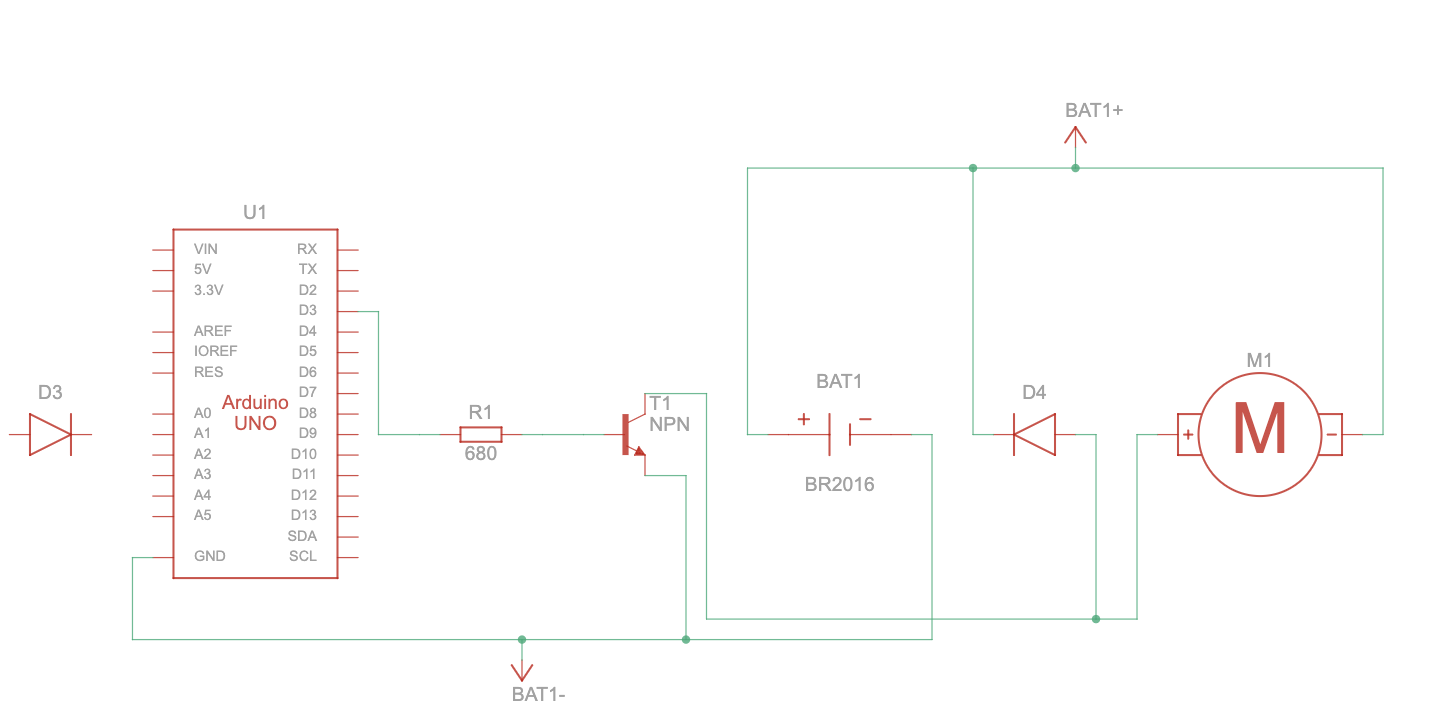 BAT1+
U1
VIN RX
5V TX
3.3V D2
D3
AREF D4
IOREF D5
RES D6
D7
A0 D8
A1 D9
A2 D10
A3 D11
A4 D12
A5 D13
SDA
GND SCL
Arduino
UNO
D3
R1
680
T1
NPN
BAT1
+ −
BR2016
D4
M1
+ M −
BAT1-